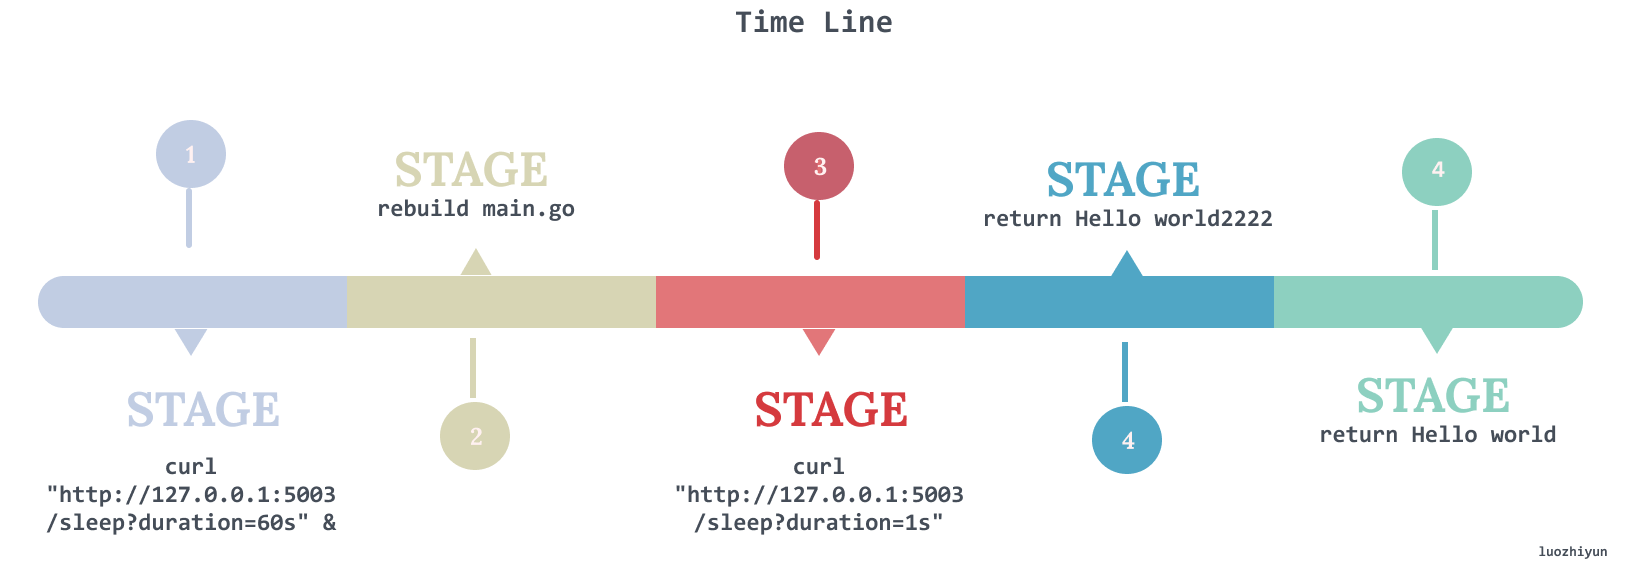 Time Line
1
STAGE
curl
"http://127.0.0.1:5003
/sleep?duration=60s" &
STAGE
rebuild main.go
2
3
STAGE
curl
"http://127.0.0.1:5003
/sleep?duration=1s"
STAGE
return Hello world2222
4
4
STAGE
return Hello world
luozhiyun